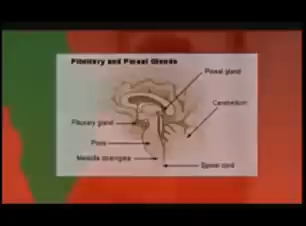 Pituitary and Pineal Glands
Pineal gland
Cerebellum
Pituitary gland
Pons
Medulla oblongata
Spinal cord